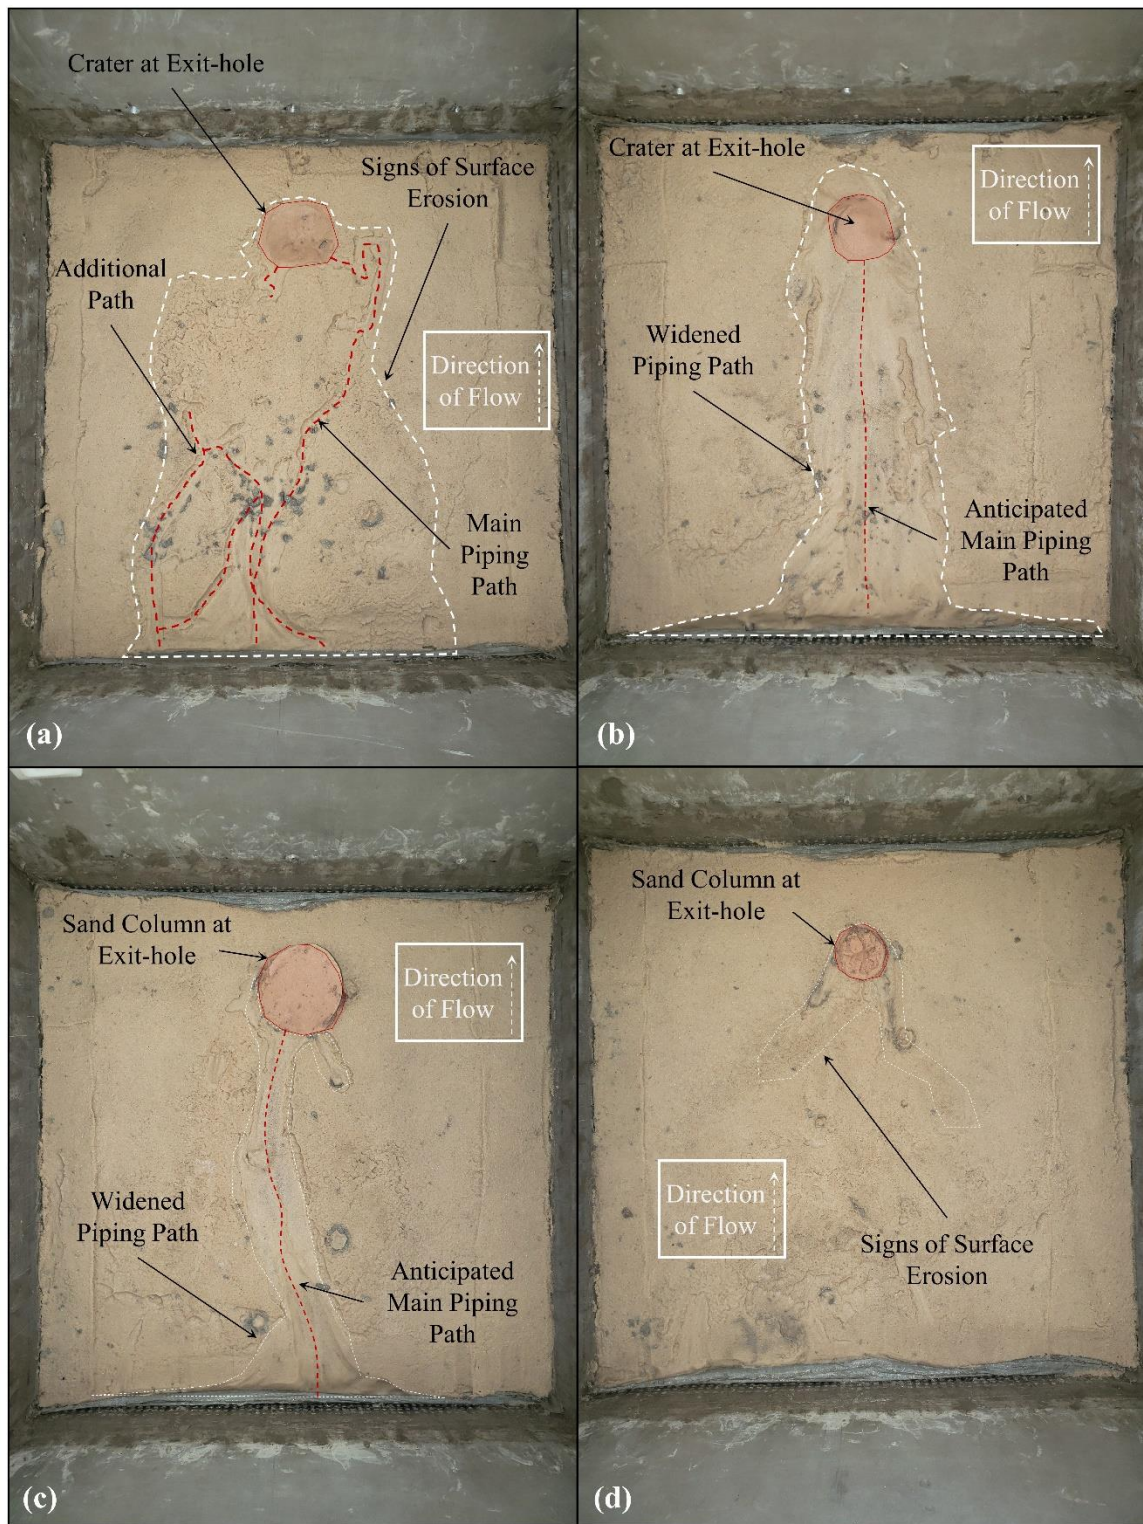 Crater at Exit-hole
Signs of Surface
Erosion
Additional
Path
Direction
of Flow
Main
Piping
Path
(a)
Crater at Exit-hole
Direction
of Flow
Widened
Piping Path
Anticipated
Main Piping
Path
(b)
Sand Column at
Exit-hole
Direction
of Flow
Widened
Piping Path
Anticipated
Main Piping
Path
(c)
Sand Column at
Exit-hole
Direction
of Flow
Signs of Surface
Erosion
(d)